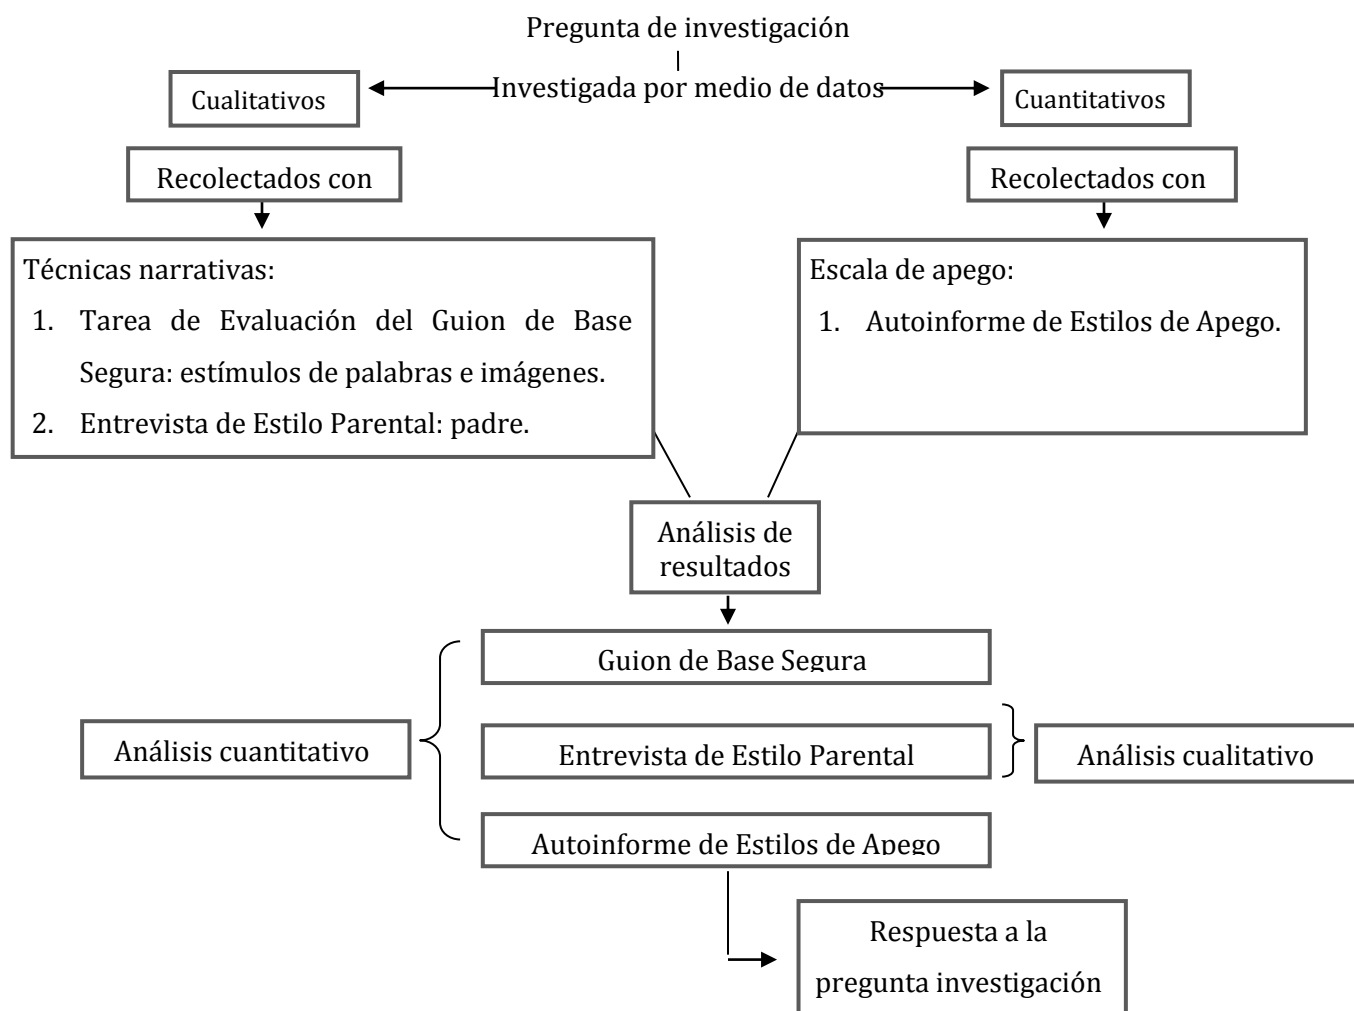 Pregunta de investigación
Investigada por medio de datos
Cualitativos
Cuantitativos
Recolectados con
Recolectados con
Técnicas narrativas:
1. Tarea de Evaluación del Guion de Base
Segura: estímulos de palabras e imágenes.
2. Entrevista de Estilo Parental: padre.
Escala de apego:
1. Autoinforme de Estilos de Apego.
Análisis de
resultados
Guion de Base Segura
Análisis cuantitativo
Entrevista de Estilo Parental
Análisis cualitativo
Autoinforme de Estilos de Apego
Respuesta a la
pregunta investigación